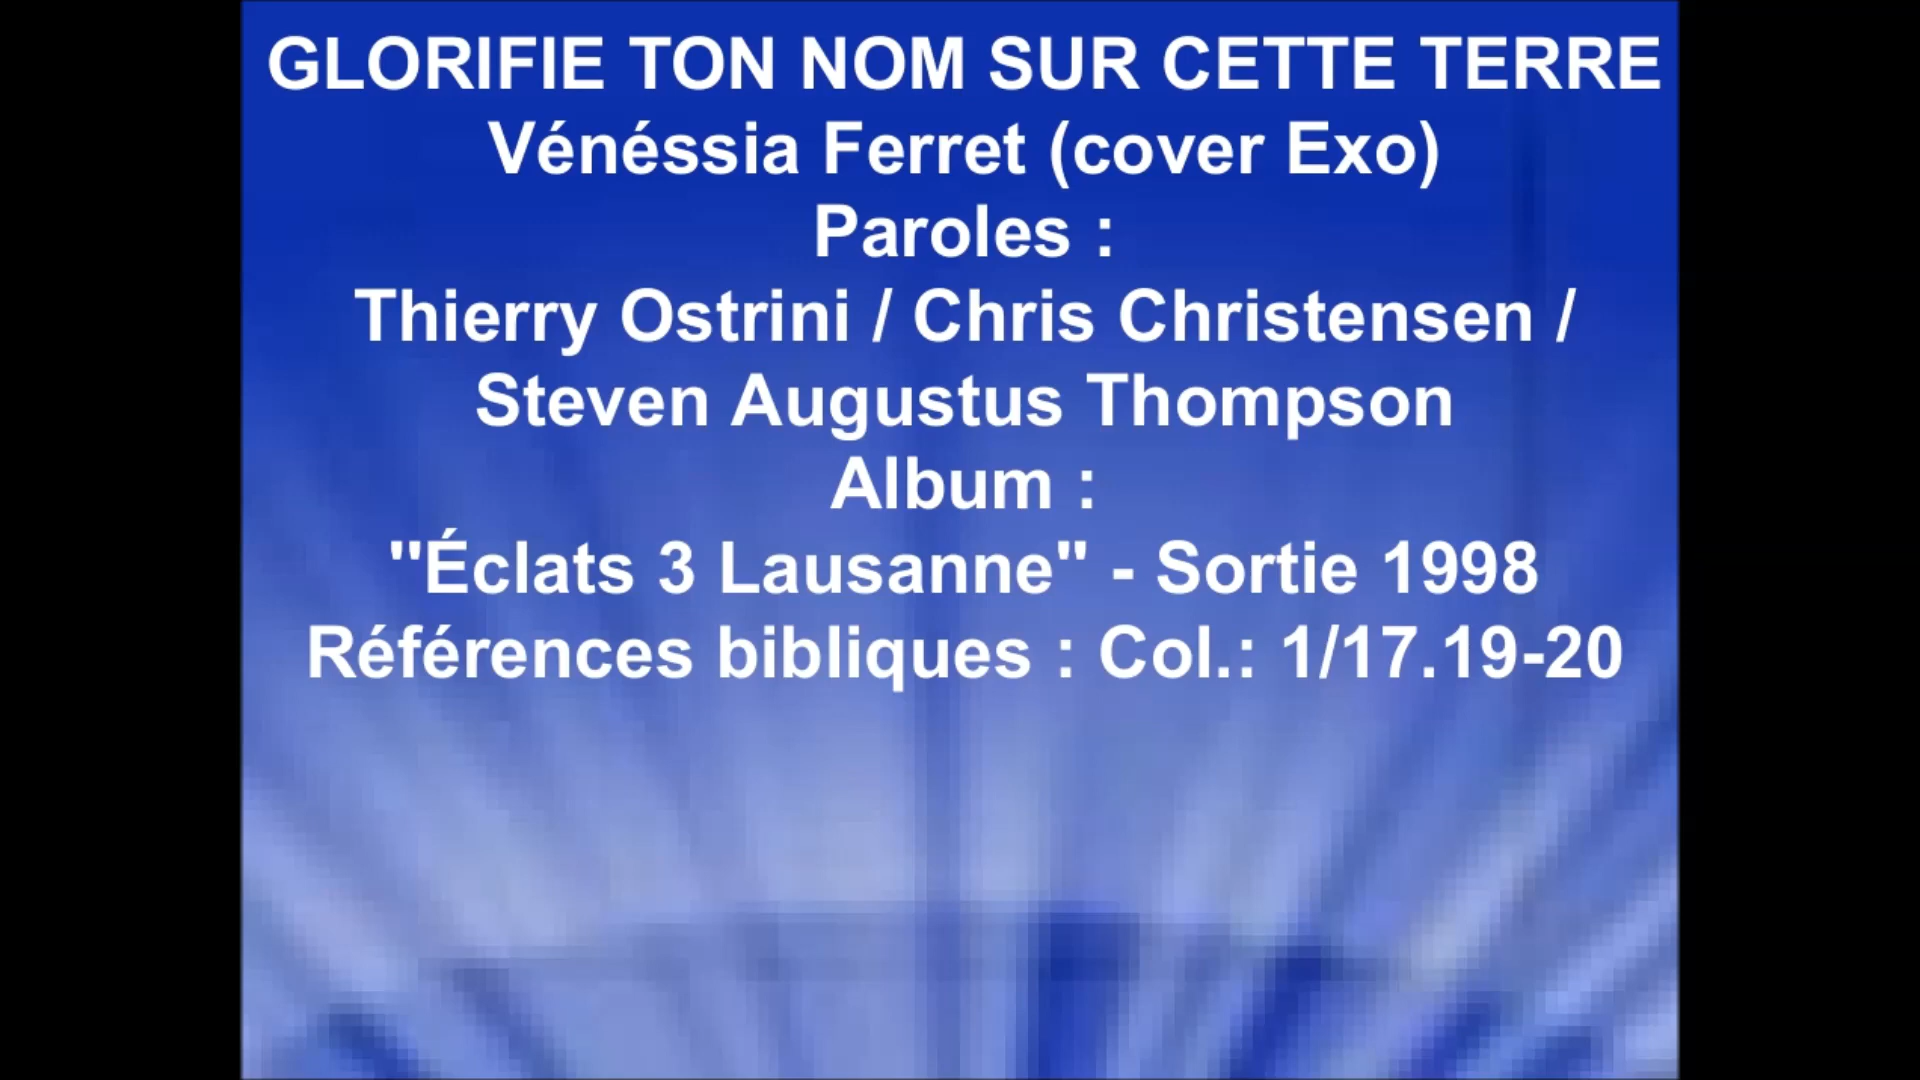 GLORIFIE TON NOM SUR CETTE TERRE
Vénéssia Ferret (cover Exo)
Paroles :
Thierry Ostrini / Chris Christensen /
Steven Augustus Thompson
Album :
"Éclats 3 Lausanne" - Sortie 1998
Références bibliques : Col.: 1/17.19-20